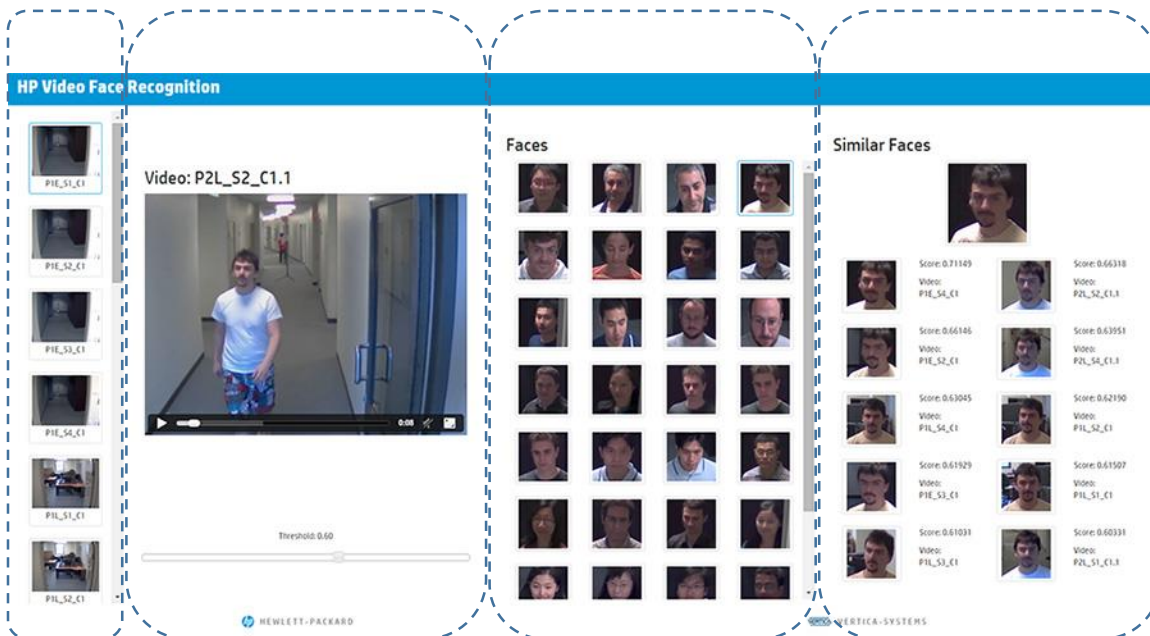 HP Video Face Recognition
P1E_S1_C1
P1E_S2_C1
P1E_S3_C1
P1E_S4_C1
P1L_S1_C1
P1L_S2_C1
Video: P2L_S2_C1.1
0:08
Threshold: 0.60
Faces
Similar Faces
Score: 0.71149
Video:
P1E_S4_C1
Score: 0.66318
Video:
P2L_S2_C1.1
Score: 0.66146
Video:
P1E_S2_C1
Score: 0.63951
Video:
P2L_S4_C1.1
Score: 0.63045
Video:
P1L_S4_C1
Score: 0.62190
Video:
P1L_S2_C1
Score: 0.61929
Video:
P1E_S3_C1
Score: 0.61507
Video:
P1L_S1_C1
Score: 0.61031
Video:
P1L_S3_C1
Score: 0.60331
Video:
P2L_S1_C1.1
hp HEWLETT-PACKARD
VERTICA VERTICA-SYSTEMS